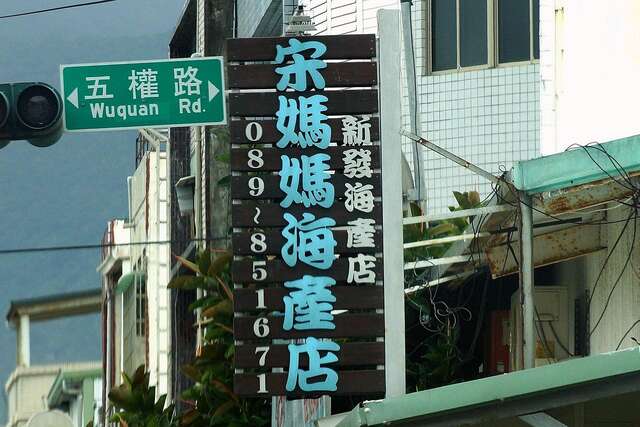 五權路
Wuquan Rd.
新發海產店
宋媽媽海產店
089~851671